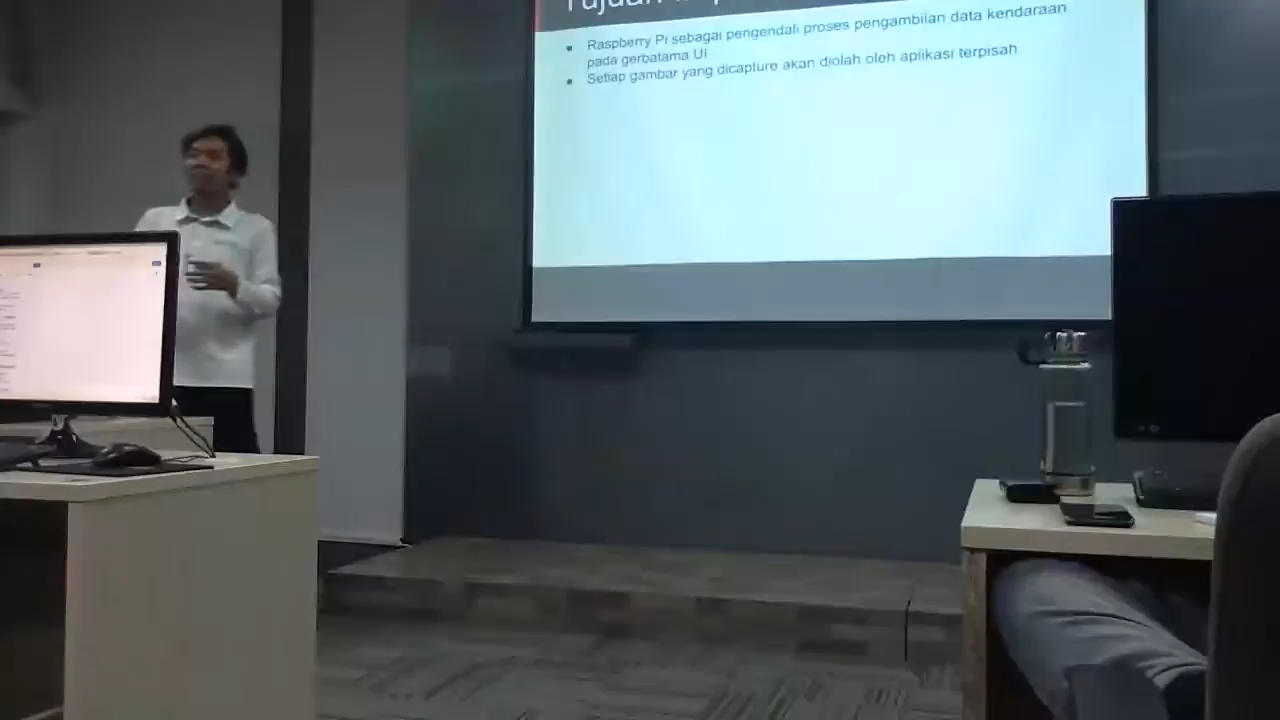 Tujuan
Raspberry Pi sebagai pengendali proses pengambilan data kendaraan
pada gerbatama UI
Setiap gambar yang dicapture akan diolah oleh aplikasi terpisah